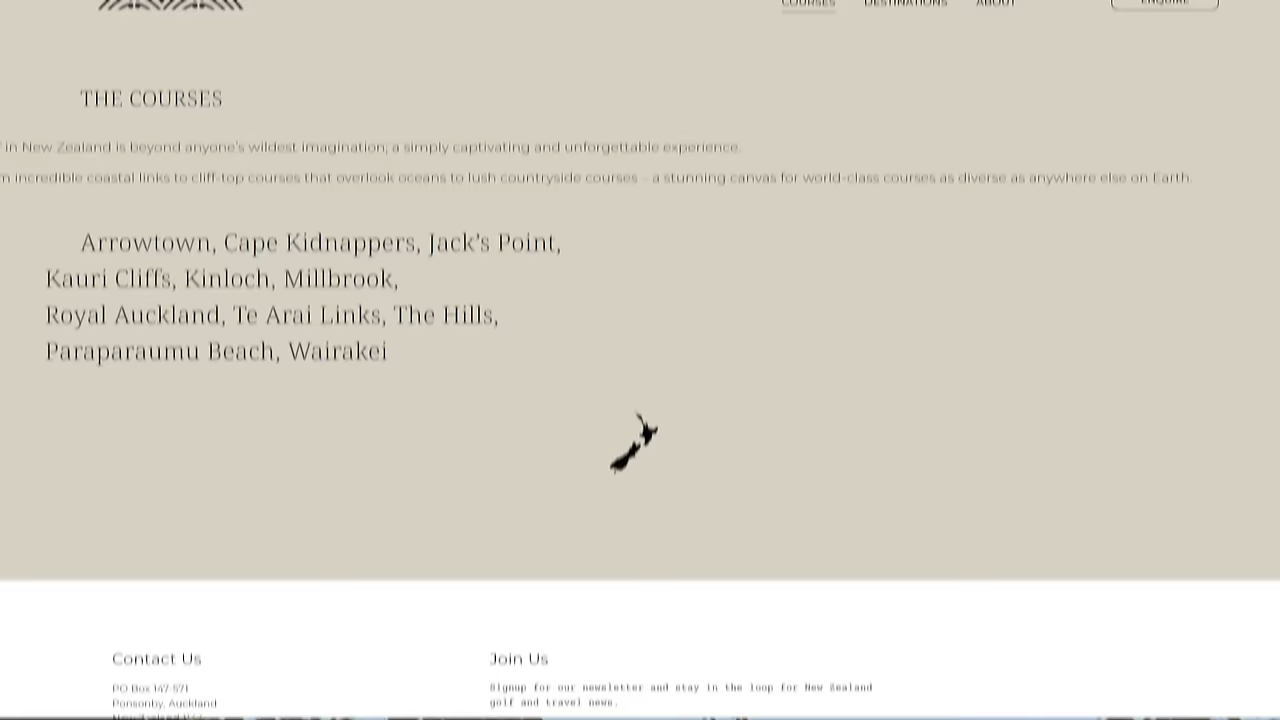 COURSES DESTINATIONS ABOUT ENQUIRE
THE COURSES
in New Zealand is beyond anyone's wildest imagination; a simply captivating and unforgettable experience.
incredible coastal links to cliff-top courses that overlook oceans to lush countryside courses – a stunning canvas for world-class courses as diverse as anywhere else on Earth.
Arrowtown, Cape Kidnappers, Jack's Point,
Kauri Cliffs, Kinloch, Millbrook,
Royal Auckland, Te Arai Links, The Hills,
Paraparaumu Beach, Wairakei
Contact Us
PO Box 147-571
Ponsonby, Auckland
Join Us
Signup for our newsletter and stay in the loop for New Zealand
golf and travel news.